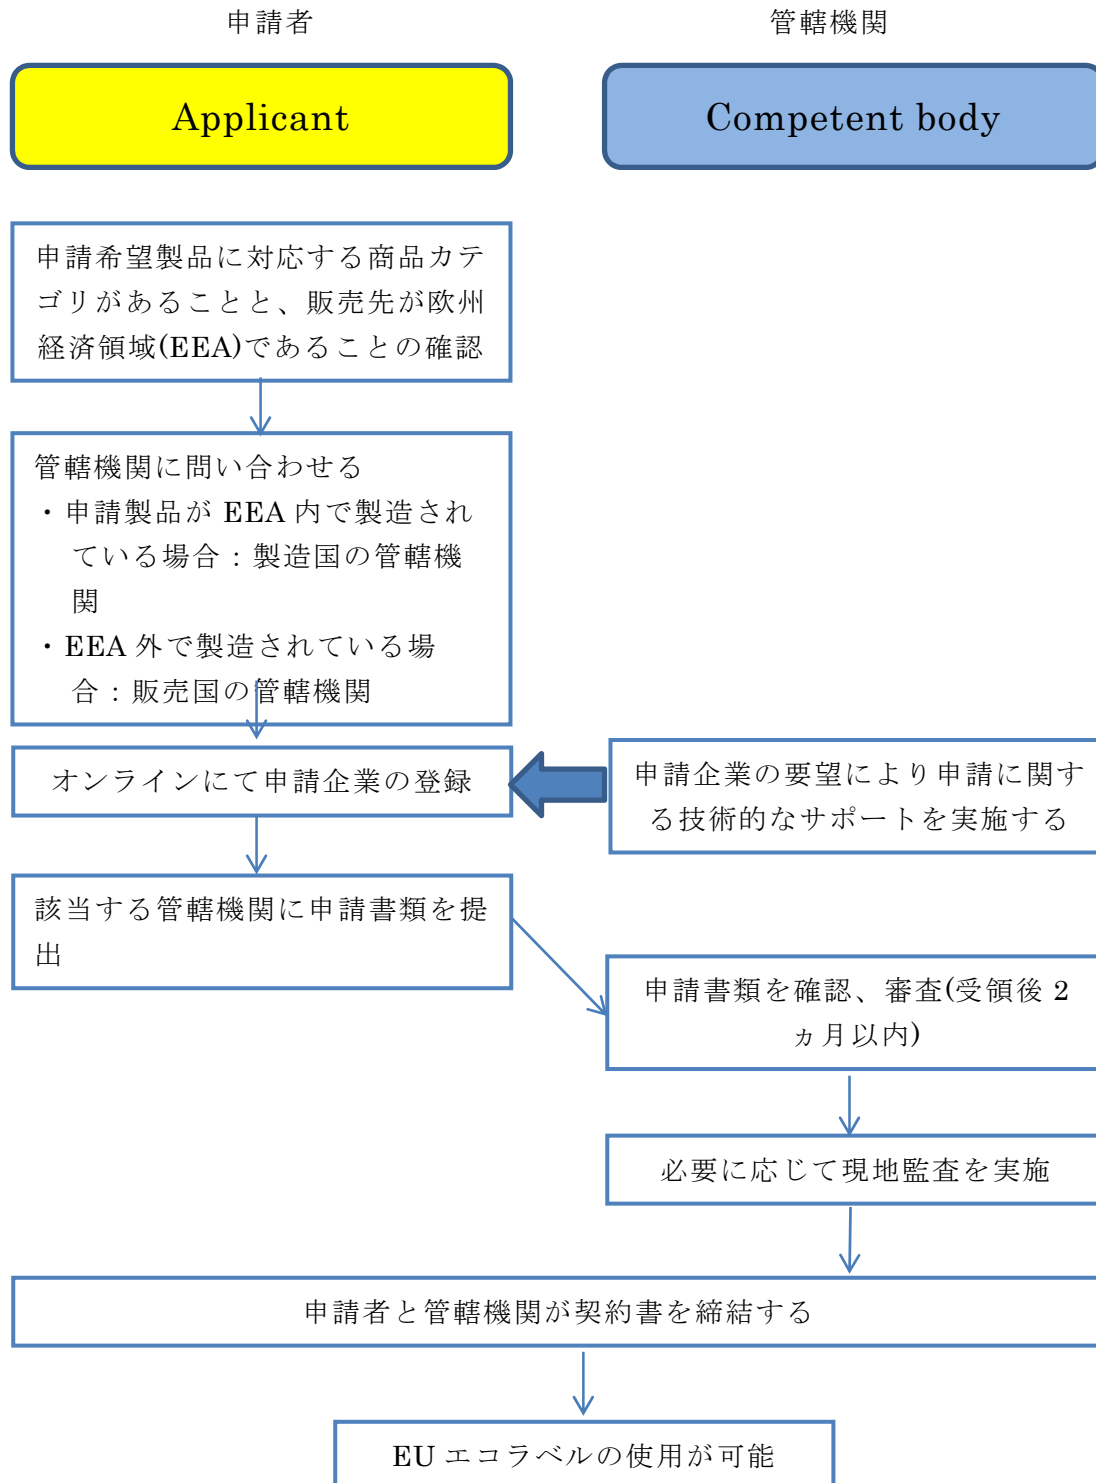 申請者
管轄機関
Applicant
Competent body
申請希望製品に対応する商品カテ
ゴリがあることと、販売先が欧州
経済領域(EEA)であることの確認
管轄機関に問い合わせる
・申請製品が EEA 内で製造され
ている場合：製造国の管轄機
関
・EEA 外で製造されている場
合：販売国の管轄機関
オンラインにて申請企業の登録
申請企業の要望により申請に関す
る技術的なサポートを実施する
該当する管轄機関に申請書類を提
出
申請書類を確認、審査(受領後 2
ヵ月以内)
必要に応じて現地監査を実施
申請者と管轄機関が契約書を締結する
EU エコラベルの使用が可能